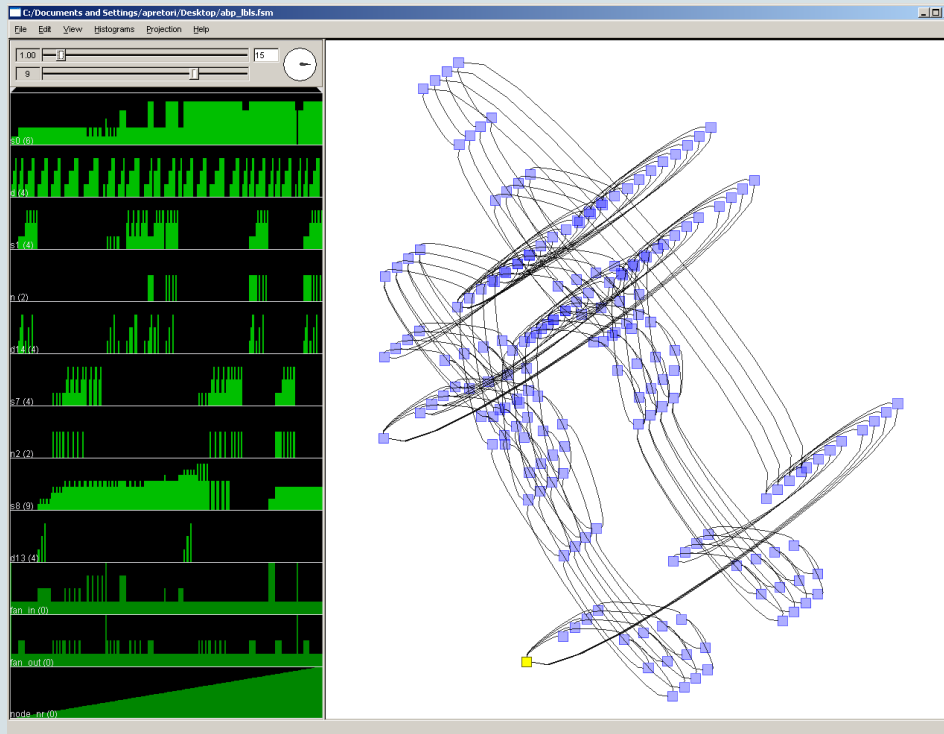 C:/Documents and Settings/apretori/Desktop/abp_lbls.fsm
File Edit View Histograms Projection Help
1.00 15
9
s0 (6)
d (4)
s1 (4)
n (2)
d14 (4)
s7 (4)
n2 (2)
s8 (9)
d13 (4)
fan_in (0)
fan_out (0)
node_nr (0)